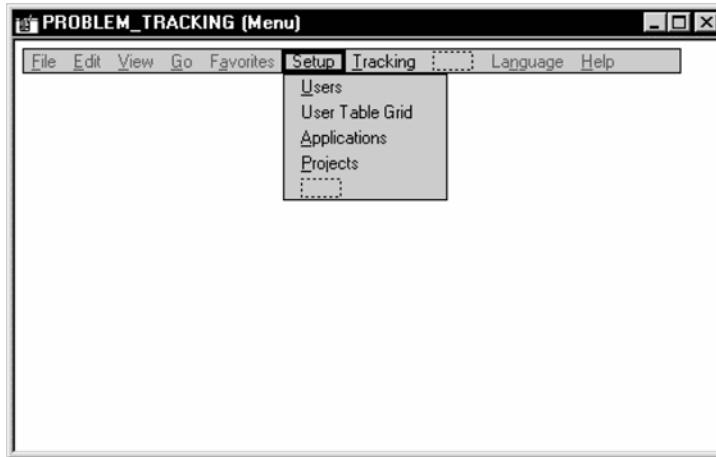 PROBLEM_TRACKING (Menu)
File Edit View Go Favorites Setup Tracking Language Help
Users
User Table Grid
Applications
Projects